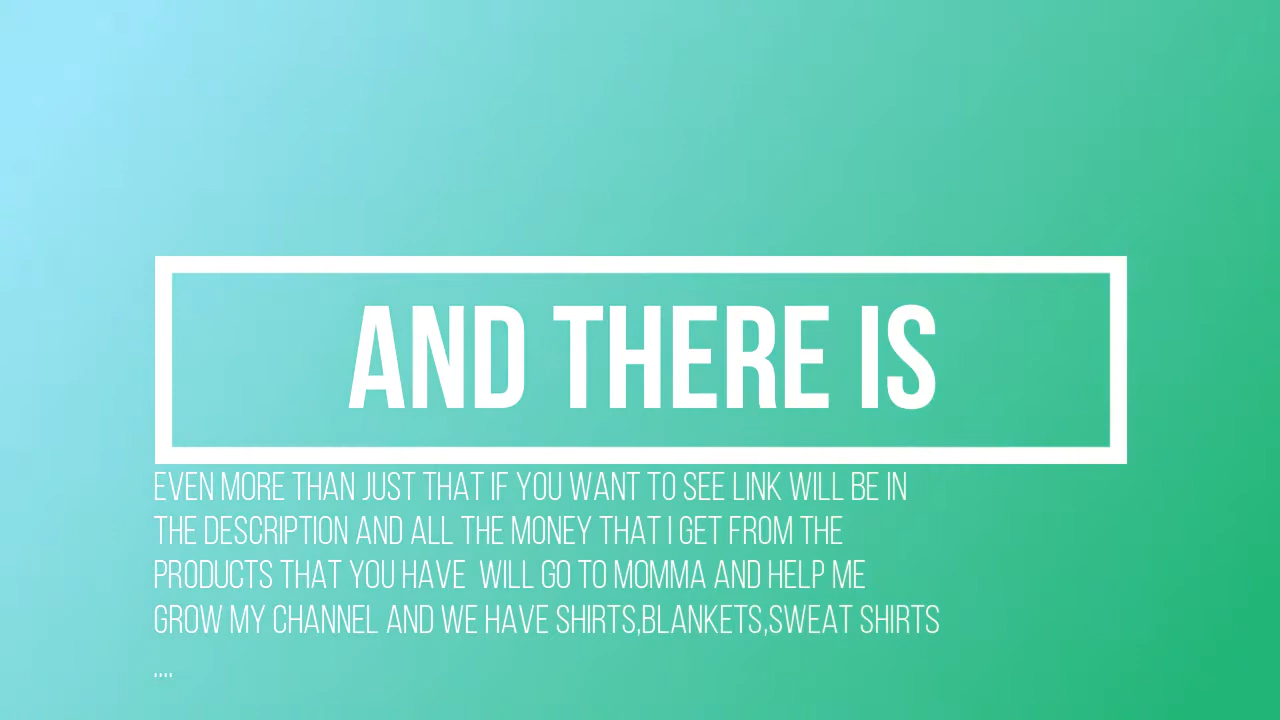 AND THERE IS
EVEN MORE THAN JUST THAT IF YOU WANT TO SEE LINK WILL BE IN
THE DESCRIPTION AND ALL THE MONEY THAT I GET FROM THE
PRODUCTS THAT YOU HAVE  WILL GO TO MOMMA AND HELP ME
GROW MY CHANNEL AND WE HAVE SHIRTS,BLANKETS,SWEAT SHIRTS
....